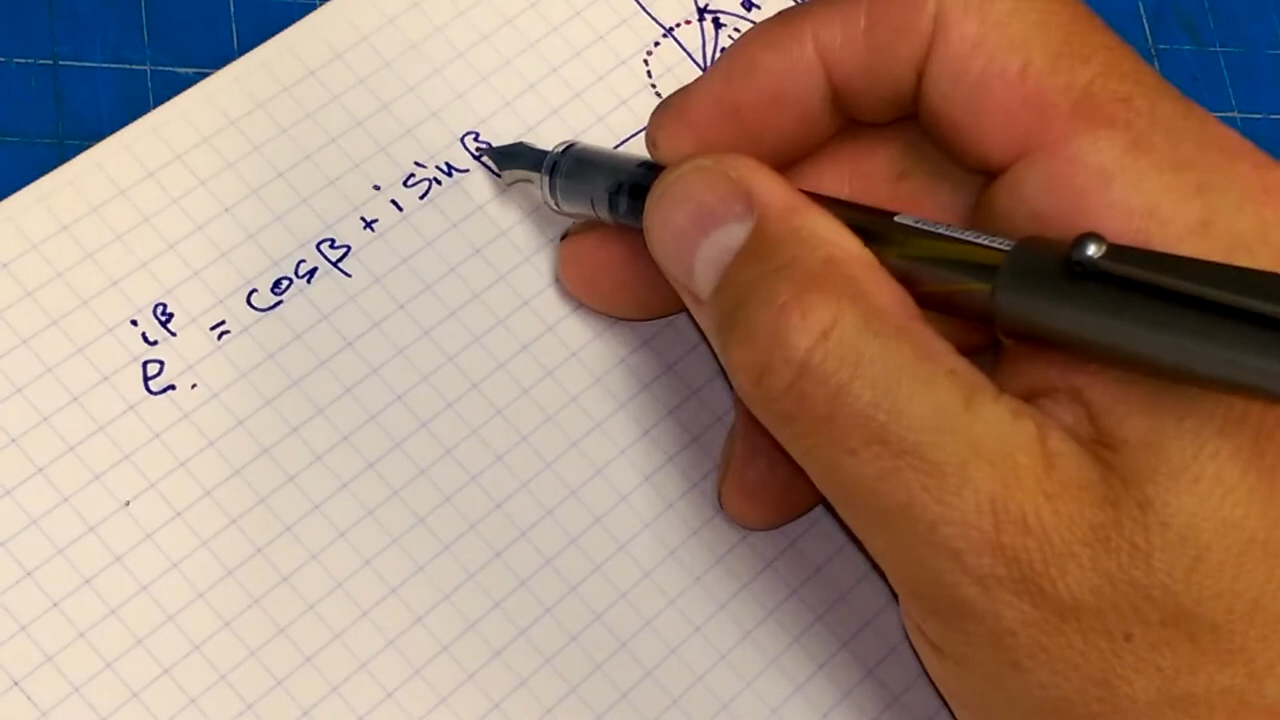 e^{iβ} = cosβ + i sin β